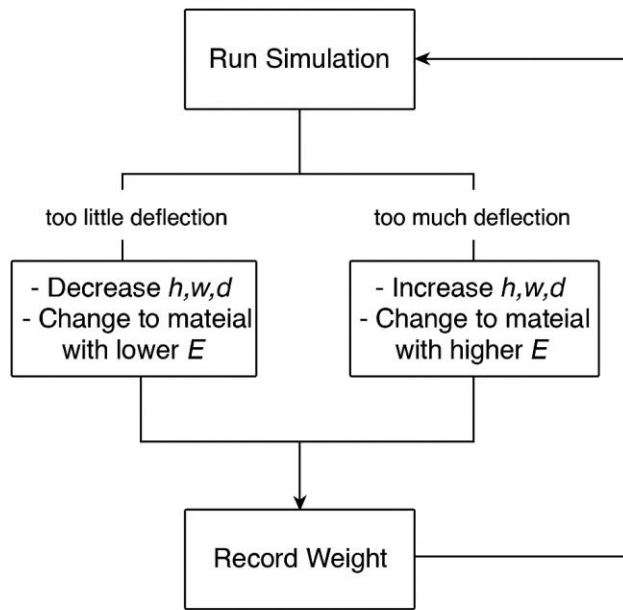 Run Simulation
too little deflection
too much deflection
- Decrease h,w,d
- Change to mateial
with lower E
- Increase h,w,d
- Change to mateial
with higher E
Record Weight